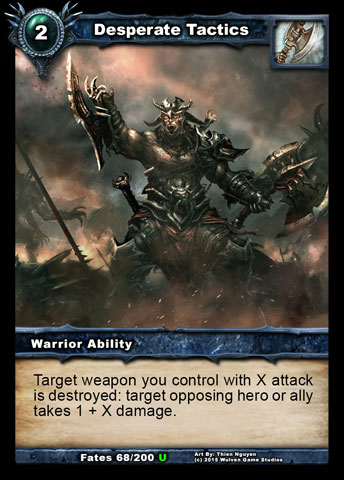 2
Desperate Tactics
Warrior Ability
Target weapon you control with X attack
is destroyed: target opposing hero or ally
takes 1 + X damage.
Fates 68/200 U
Art By: Thien Nguyen
(c) 2015 Wulven Game Studios